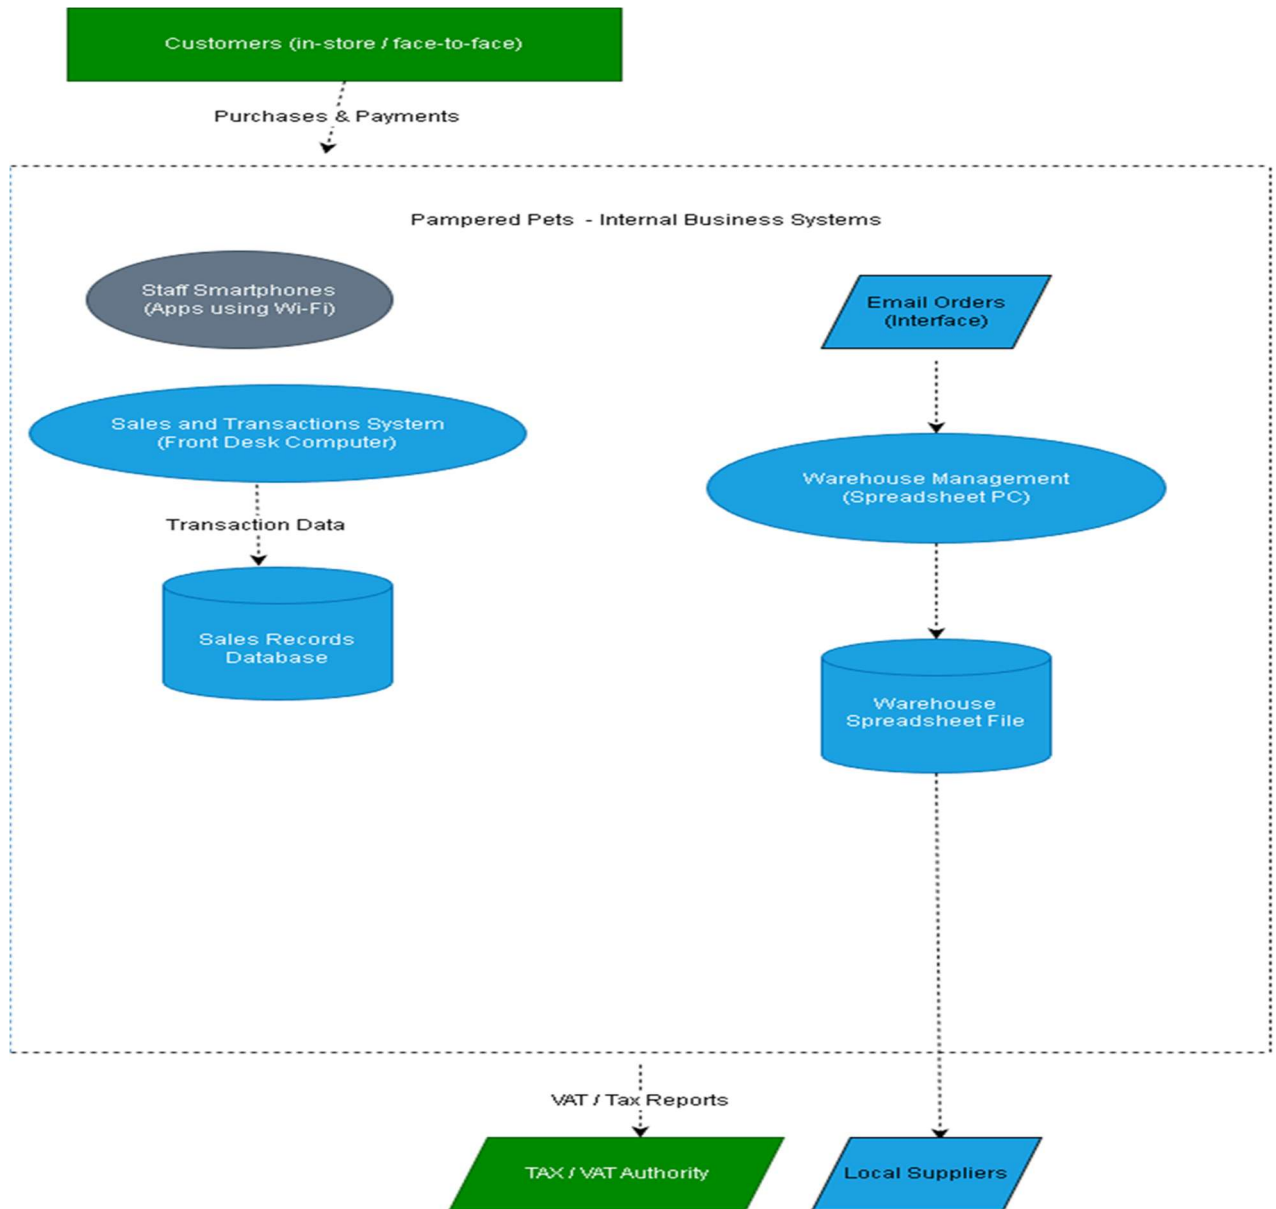 Customers (in-store / face-to-face)
Purchases & Payments
Pampered Pets - Internal Business Systems
Staff Smartphones
(Apps using Wi-Fi)
Email Orders
(Interface)
Sales and Transactions System
(Front Desk Computer)
Warehouse Management
(Spreadsheet PC)
Transaction Data
Sales Records
Database
Warehouse
Spreadsheet File
VAT / Tax Reports
TAX / VAT Authority
Local Suppliers